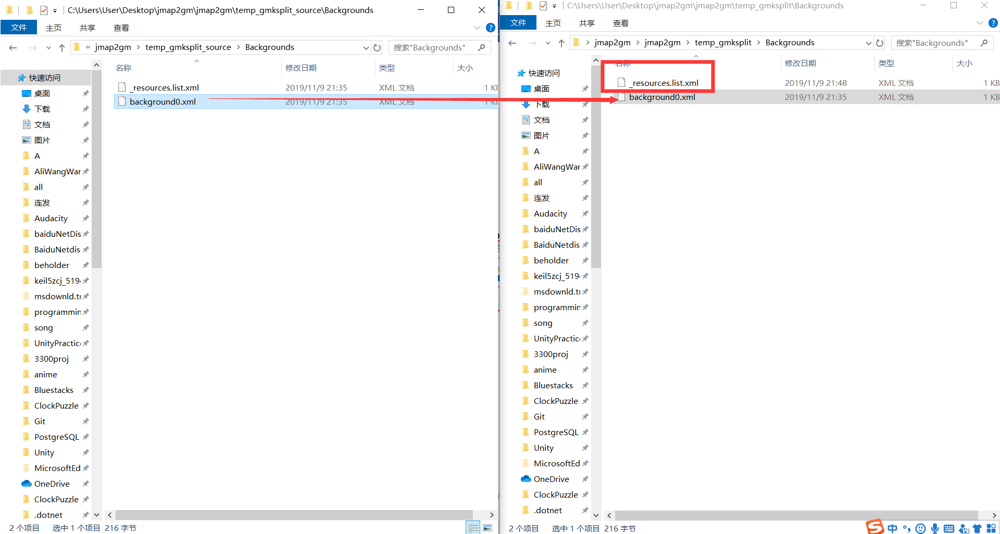 C:\Users\User\Desktop\jmap2gm\jmap2gm\temp_gmksplit_source\Backgrounds
文件 主页 共享 查看
« jmap2gm › temp_gmksplit_source › Backgrounds
搜索"Backgrounds"
名称 修改日期 类型 大小
_resources.list.xml 2019/11/9 21:35 XML 文档 1 KB
background0.xml 2019/11/9 21:35 XML 文档 1 KB
快速访问
桌面
下载
文档
图片
A
AliWangWar
all
连发
Audacity
baiduNetDis
BaiduNetdis
beholder
keil5zcj_519
msdownld.t
programmin
song
UnityPractic
3300proj
anime
Bluestacks
ClockPuzzle
Git
PostgreSQL
Unity
MicrosoftEd
OneDrive
ClockPuzzle
.dotnet
2 个项目 选中 1 个项目 216 字节
C:\Users\User\Desktop\jmap2gm\jmap2gm\temp_gmksplit\Backgrounds
文件 主页 共享 查看
› jmap2gm › jmap2gm › temp_gmksplit › Backgrounds
搜索"Backgrounds"
名称 修改日期 类型 大小
_resources.list.xml 2019/11/9 21:48 XML 文档 1 KB
background0.xml 2019/11/9 21:35 XML 文档 1 KB
快速访问
桌面
下载
文档
图片
A
AliWangWar
all
连发
Audacity
baiduNetDis
BaiduNetdis
beholder
keil5zcj_519
msdownld.t
programmin
song
UnityPractic
3300proj
anime
Bluestacks
ClockPuzzle
Git
PostgreSQL
Unity
MicrosoftEd
OneDrive
ClockPuzzle
.dotnet
2 个项目 选中 1 个项目 216 字节
S 中